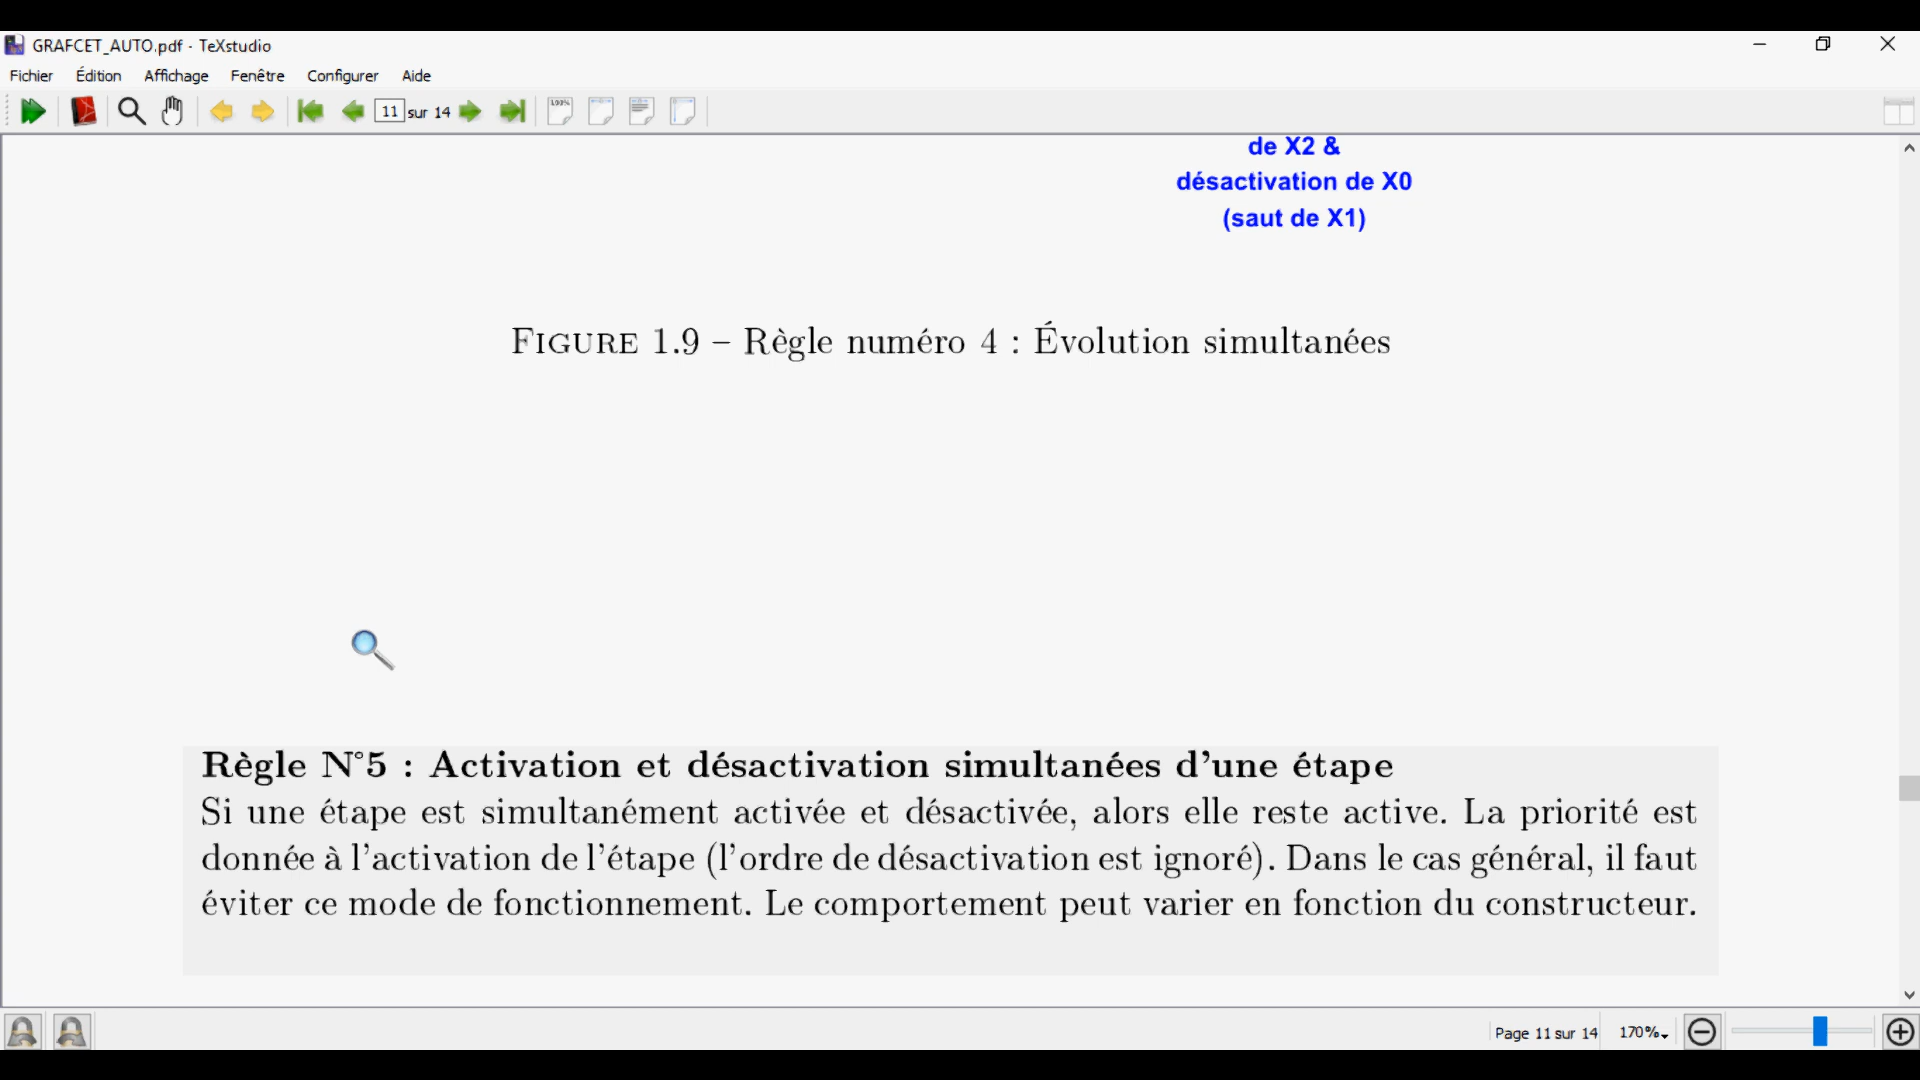 GRAFCET_AUTO.pdf - TeXstudio
Fichier Édition Affichage Fenêtre Configurer Aide
11 sur 14 100%
de X2 &
désactivation de X0
(saut de X1)
FIGURE 1.9 – Règle numéro 4 : Évolution simultanées
Règle N°5 : Activation et désactivation simultanées d'une étape
Si une étape est simultanément activée et désactivée, alors elle reste active. La priorité est
donnée à l'activation de l'étape (l'ordre de désactivation est ignoré). Dans le cas général, il faut
éviter ce mode de fonctionnement. Le comportement peut varier en fonction du constructeur.
Page 11 sur 14 170%